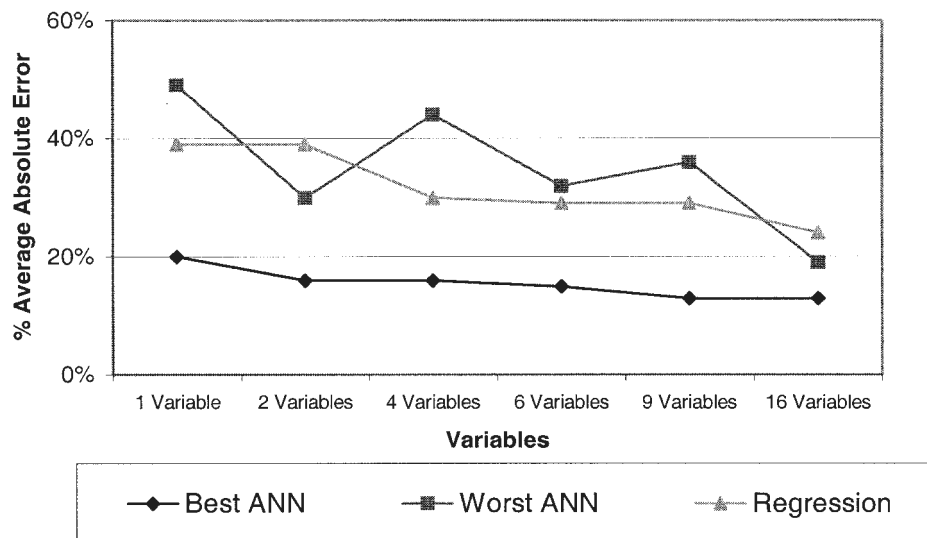 60%
40%
20%
0%
% Average Absolute Error
1 Variable 2 Variables 4 Variables 6 Variables 9 Variables 16 Variables
Variables
Best ANN Worst ANN Regression